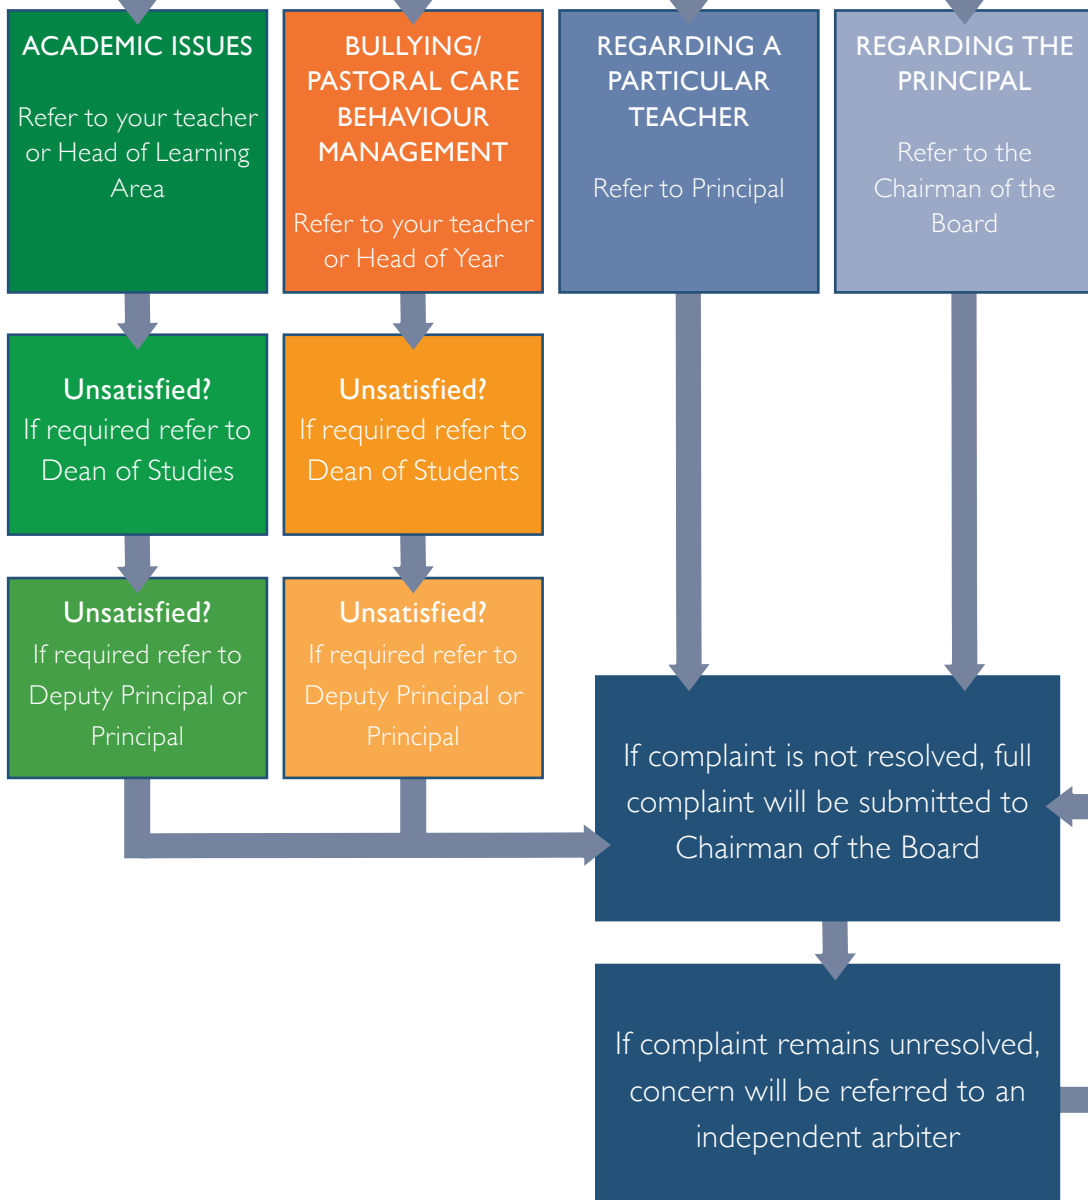 ACADEMIC ISSUES
Refer to your teacher
or Head of Learning
Area
BULLYING/
PASTORAL CARE
BEHAVIOUR
MANAGEMENT
Refer to your teacher
or Head of Year
REGARDING A
PARTICULAR
TEACHER
Refer to Principal
REGARDING THE
PRINCIPAL
Refer to the
Chairman of the
Board
Unsatisfied?
If required refer to
Dean of Studies
Unsatisfied?
If required refer to
Dean of Students
Unsatisfied?
If required refer to
Deputy Principal or
Principal
Unsatisfied?
If required refer to
Deputy Principal or
Principal
If complaint is not resolved, full
complaint will be submitted to
Chairman of the Board
If complaint remains unresolved,
concern will be referred to an
independent arbiter